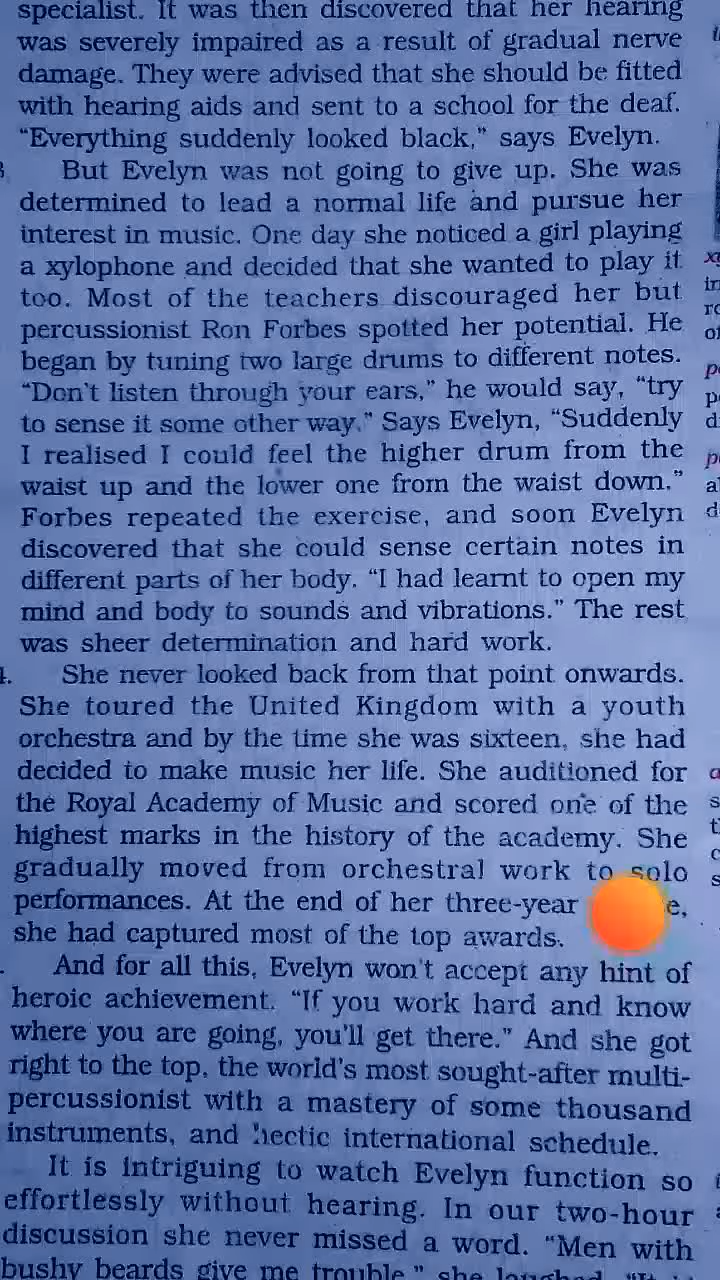 specialist. It was then discovered that her hearing
was severely impaired as a result of gradual nerve
damage. They were advised that she should be fitted
with hearing aids and sent to a school for the deaf.
“Everything suddenly looked black,” says Evelyn.
But Evelyn was not going to give up. She was
determined to lead a normal life and pursue her
interest in music. One day she noticed a girl playing
a xylophone and decided that she wanted to play it
too. Most of the teachers discouraged her but
percussionist Ron Forbes spotted her potential. He
began by tuning two large drums to different notes.
“Don't listen through your ears,” he would say, “try
to sense it some other way.” Says Evelyn, “Suddenly
I realised I could feel the higher drum from the
waist up and the lower one from the waist down.”
Forbes repeated the exercise, and soon Evelyn
discovered that she could sense certain notes in
different parts of her body. “I had learnt to open my
mind and body to sounds and vibrations.” The rest
was sheer determination and hard work.
4. She never looked back from that point onwards.
She toured the United Kingdom with a youth
orchestra and by the time she was sixteen, she had
decided to make music her life. She auditioned for
the Royal Academy of Music and scored one of the
highest marks in the history of the academy. She
gradually moved from orchestral work to solo
performances. At the end of her three-year
she had captured most of the top awards.
And for all this, Evelyn won't accept any hint of
heroic achievement. “If you work hard and know
where you are going, you'll get there.” And she got
right to the top, the world's most sought-after multi-
percussionist with a mastery of some thousand
instruments, and hectic international schedule.
It is intriguing to watch Evelyn function so
effortlessly without hearing. In our two-hour
discussion she never missed a word. “Men with
bushy beards give me trouble,” she laughed.